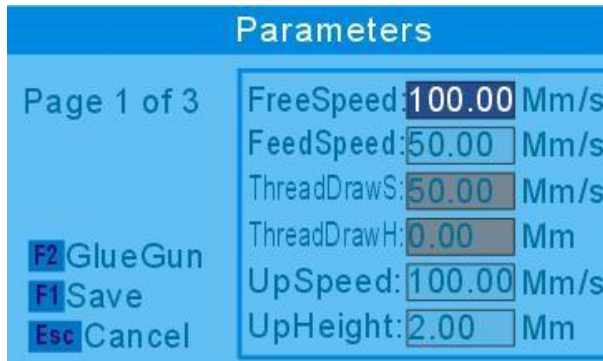 Parameters
Page 1 of 3
FreeSpeed:100.00 Mm/s
FeedSpeed:50.00 Mm/s
ThreadDrawS:50.00 Mm/s
ThreadDrawH:0.00 Mm
UpSpeed:100.00 Mm/s
UpHeight:2.00 Mm
F2 GlueGun
F1 Save
Esc Cancel